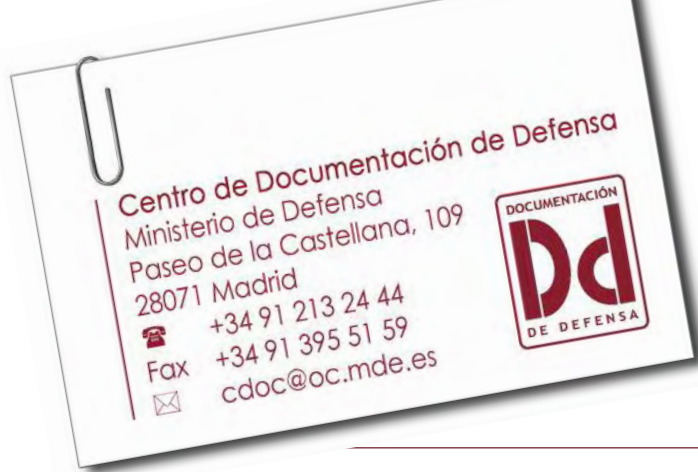 Centro de Documentación de Defensa
Ministerio de Defensa
Paseo de la Castellana, 109
28071 Madrid
☎ +34 91 213 24 44
Fax +34 91 395 51 59
✉ cdoc@oc.mde.es
DOCUMENTACIÓN
Dd
DE DEFENSA